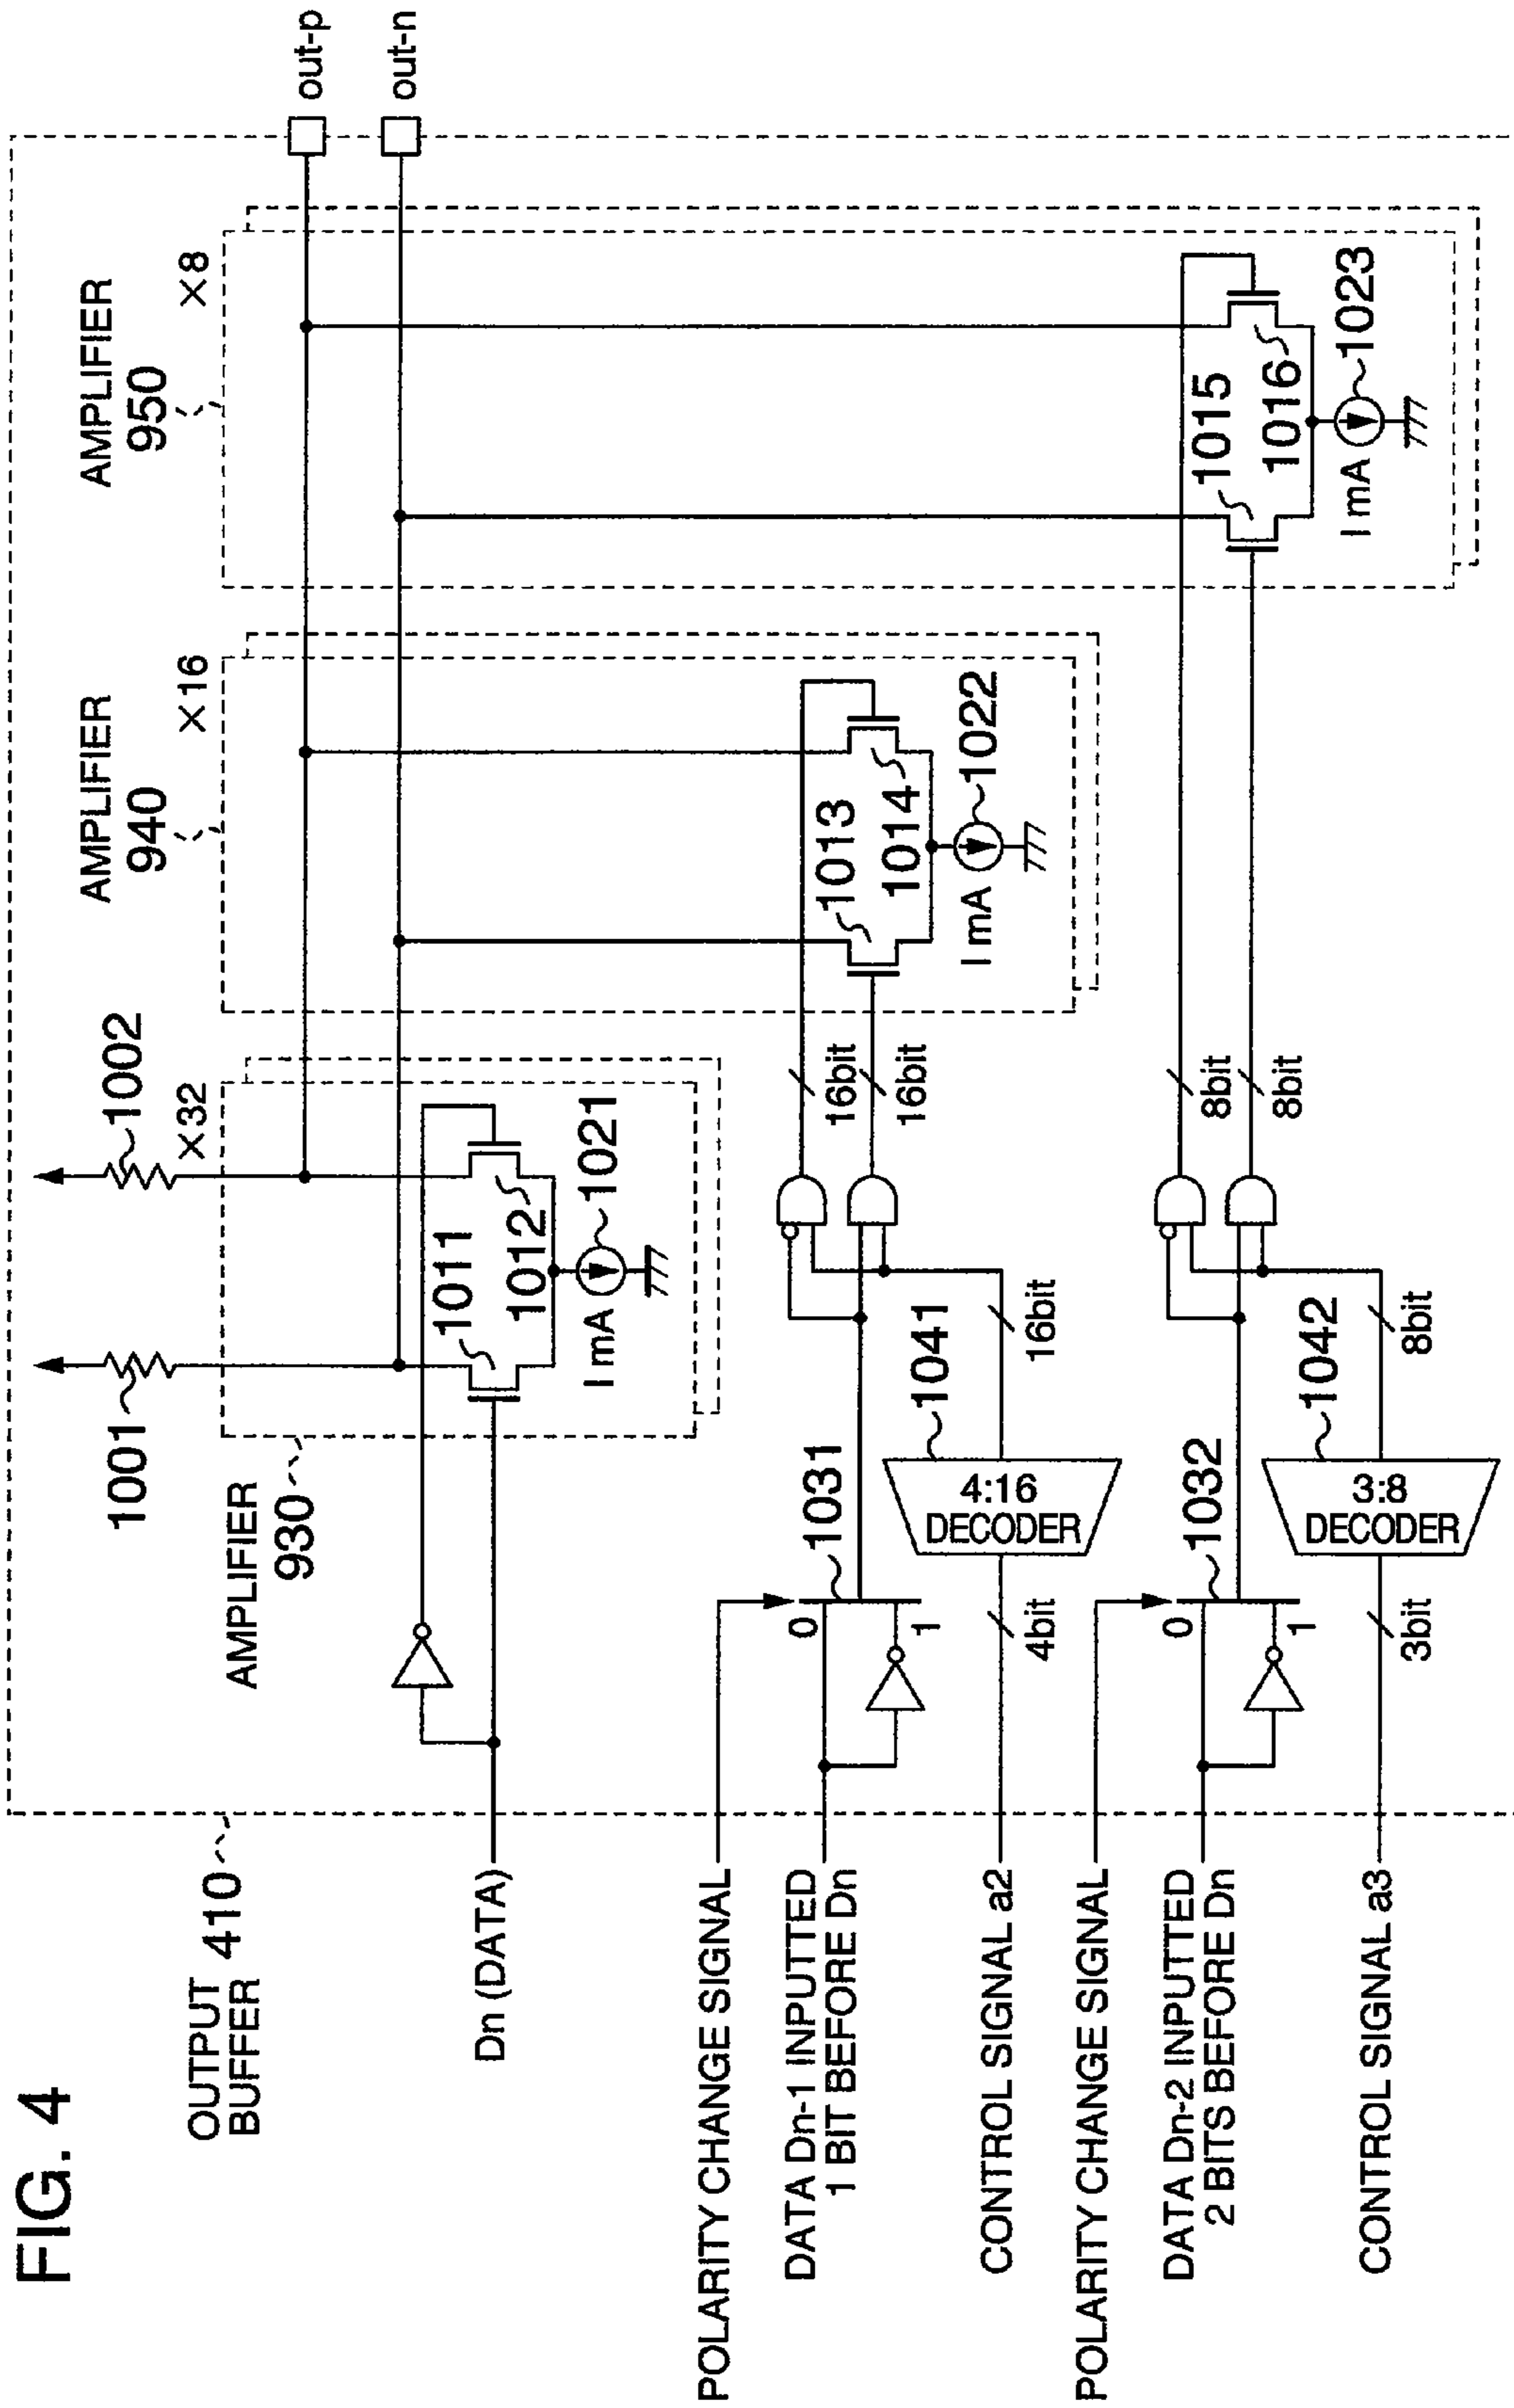 FIG. 4
OUTPUT
BUFFER 410
1001
1002
AMPLIFIER
930
×32
AMPLIFIER
940
×16
AMPLIFIER
950
×8
out-p
out-n
Dn (DATA)
1011
1012
1 mA
1021
POLARITY CHANGE SIGNAL
DATA Dn-1 INPUTTED
1 BIT BEFORE Dn
0
1
1031
16bit
16bit
1013
1014
1 mA
1022
CONTROL SIGNAL a2
4bit
4:16
DECODER
1041
16bit
POLARITY CHANGE SIGNAL
DATA Dn-2 INPUTTED
2 BITS BEFORE Dn
0
1
1032
8bit
8bit
1015
1016
1 mA
1023
CONTROL SIGNAL a3
3bit
3:8
DECODER
1042
8bit